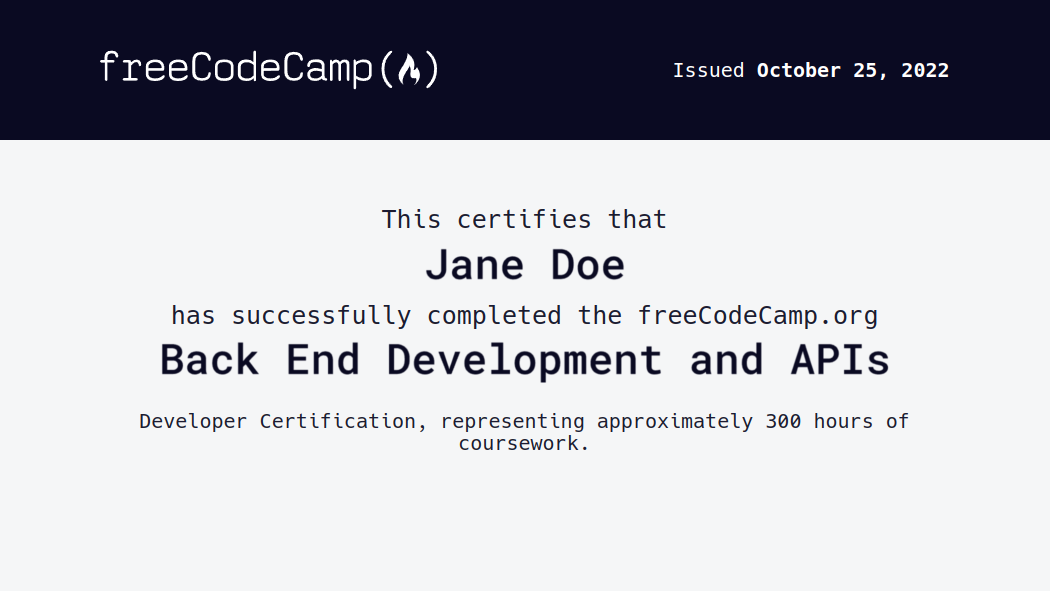 freeCodeCamp(🔥)
Issued October 25, 2022
This certifies that
Jane Doe
has successfully completed the freeCodeCamp.org
Back End Development and APIs
Developer Certification, representing approximately 300 hours of
coursework.